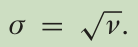 σ = √ν.